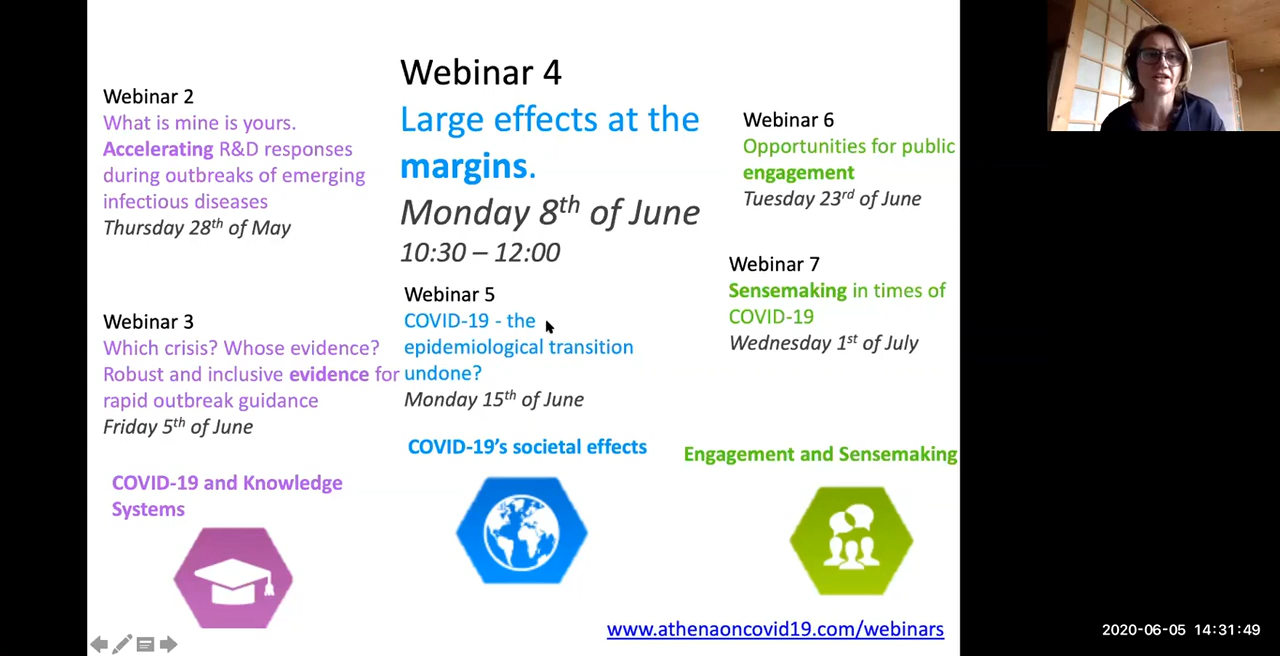 Webinar 2
What is mine is yours.
Accelerating R&D responses
during outbreaks of emerging
infectious diseases
Thursday 28th of May
Webinar 3
Which crisis? Whose evidence?
Robust and inclusive evidence for
rapid outbreak guidance
Friday 5th of June
COVID-19 and Knowledge
Systems
Webinar 4
Large effects at the
margins.
Monday 8th of June
10:30 – 12:00
Webinar 5
COVID-19 - the
epidemiological transition
undone?
Monday 15th of June
COVID-19’s societal effects
Webinar 6
Opportunities for public
engagement
Tuesday 23rd of June
Webinar 7
Sensemaking in times of
COVID-19
Wednesday 1st of July
Engagement and Sensemaking
www.athenaoncovid19.com/webinars
2020-06-05 14:31:49